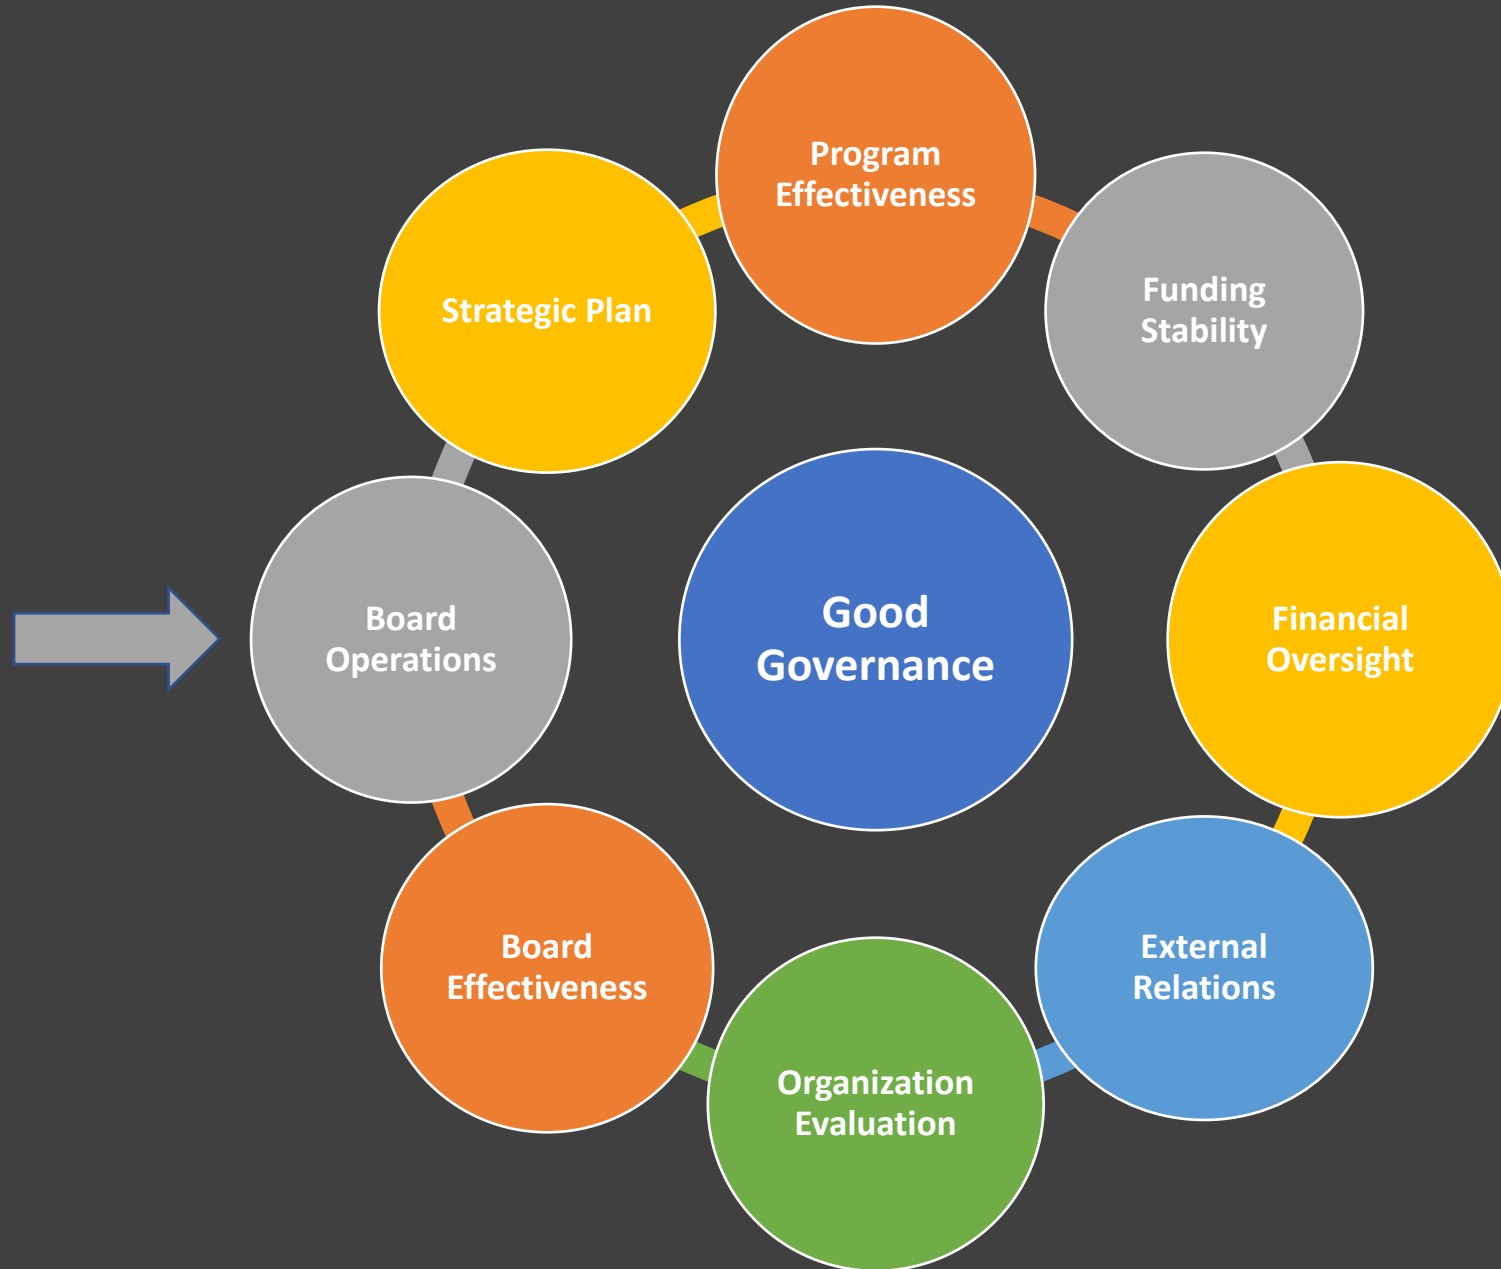 Program
Effectiveness
Funding
Stability
Strategic Plan
Board
Operations
Good
Governance
Financial
Oversight
Board
Effectiveness
External
Relations
Organization
Evaluation